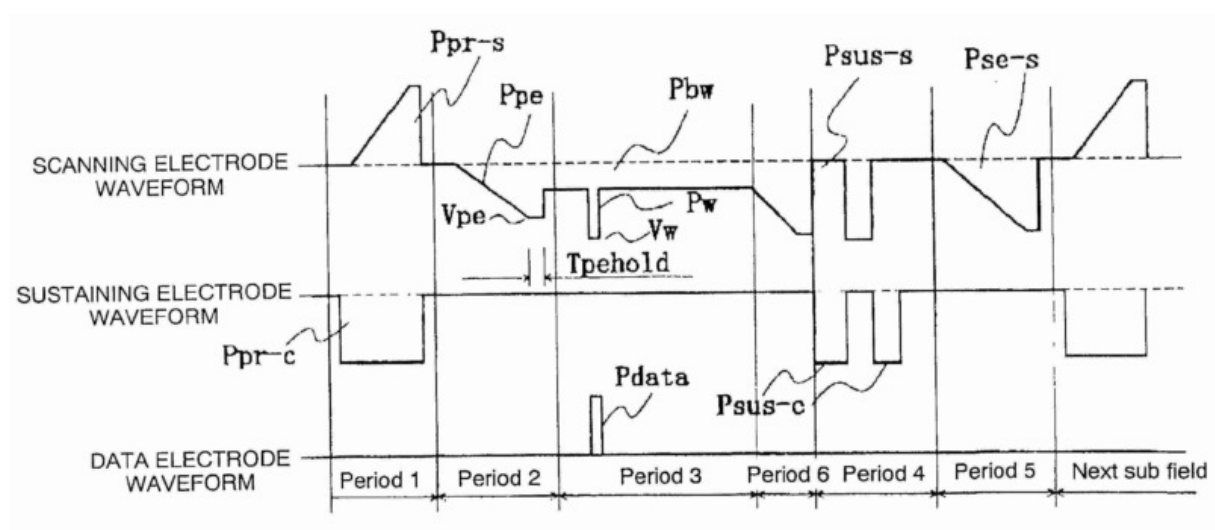 Ppr-s
Ppe
Pbw
Psus-s
Pse-s
SCANNING ELECTRODE
WAVEFORM
Vpe
Pw
Vw
Tpehold
SUSTAINING ELECTRODE
WAVEFORM
Ppr-c
Pdata
Psus-c
DATA ELECTRODE
WAVEFORM
Period 1 Period 2 Period 3 Period 6 Period 4 Period 5 Next sub field